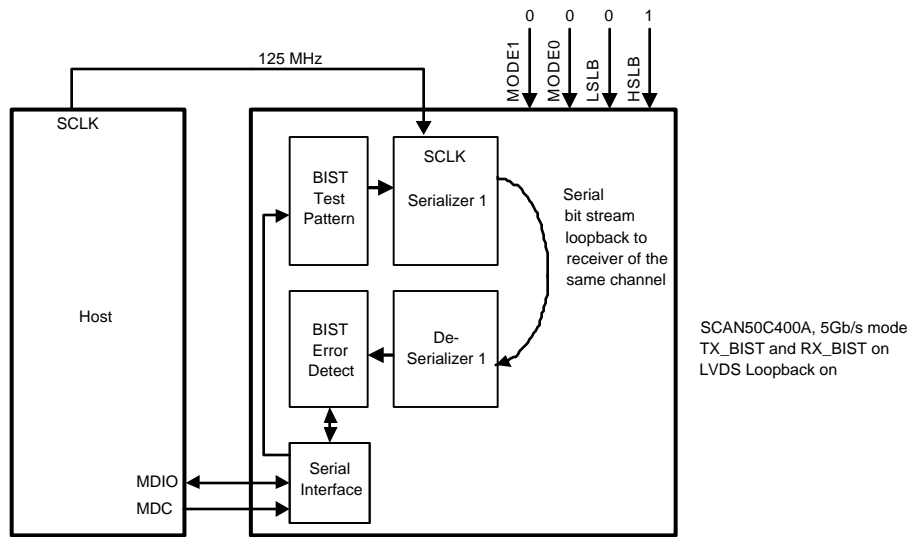 0 0 0 1
MODE1
MODE0
LSLB
HSLB
125 MHz
SCLK
Host
MDIO
MDC
BIST
Test
Pattern
SCLK
Serializer 1
Serial
bit stream
loopback to
receiver of the
same channel
BIST
Error
Detect
De-
Serializer 1
Serial
Interface
SCAN50C400A, 5Gb/s mode
TX_BIST and RX_BIST on
LVDS Loopback on